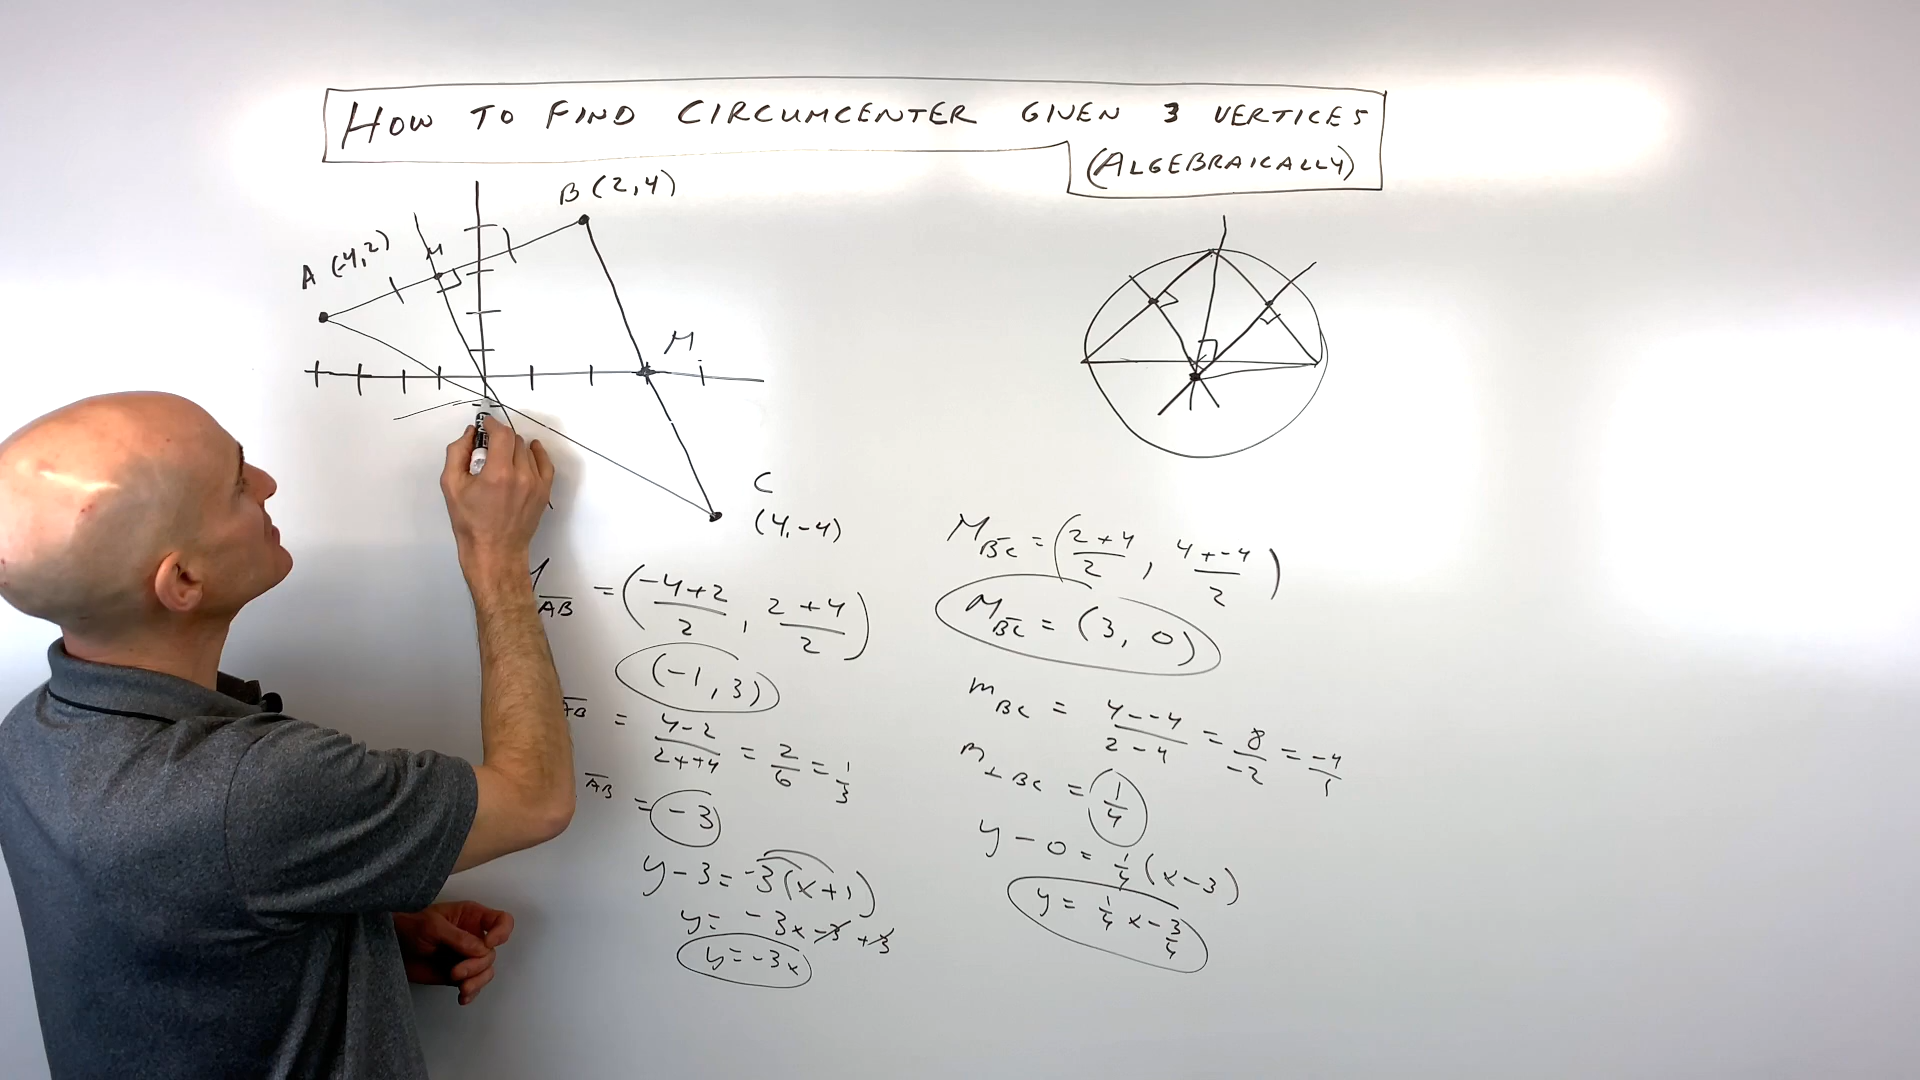 HOW TO FIND CIRCUMCENTER GIVEN 3 VERTICES
(ALGEBRAICALLY)
B (2,4)
A (-4,2)
M
M
C
(4,-4)
M_AB = (-4+2/2, 2+4/2)
(-1, 3)
AB = 4-2/2++4 = 2/6 = 1/3
AB = -3
y-3=-3(x+1)
y= -3x-3+3
y=-3x
M_BC = (2+4/2, 4+-4/2)
M_BC = (3, 0)
m_BC = 4--4/2-4 = 8/-2 = -4/1
m_⊥BC = 1/4
y-0=1/4(x-3)
y= 1/4x-3/4